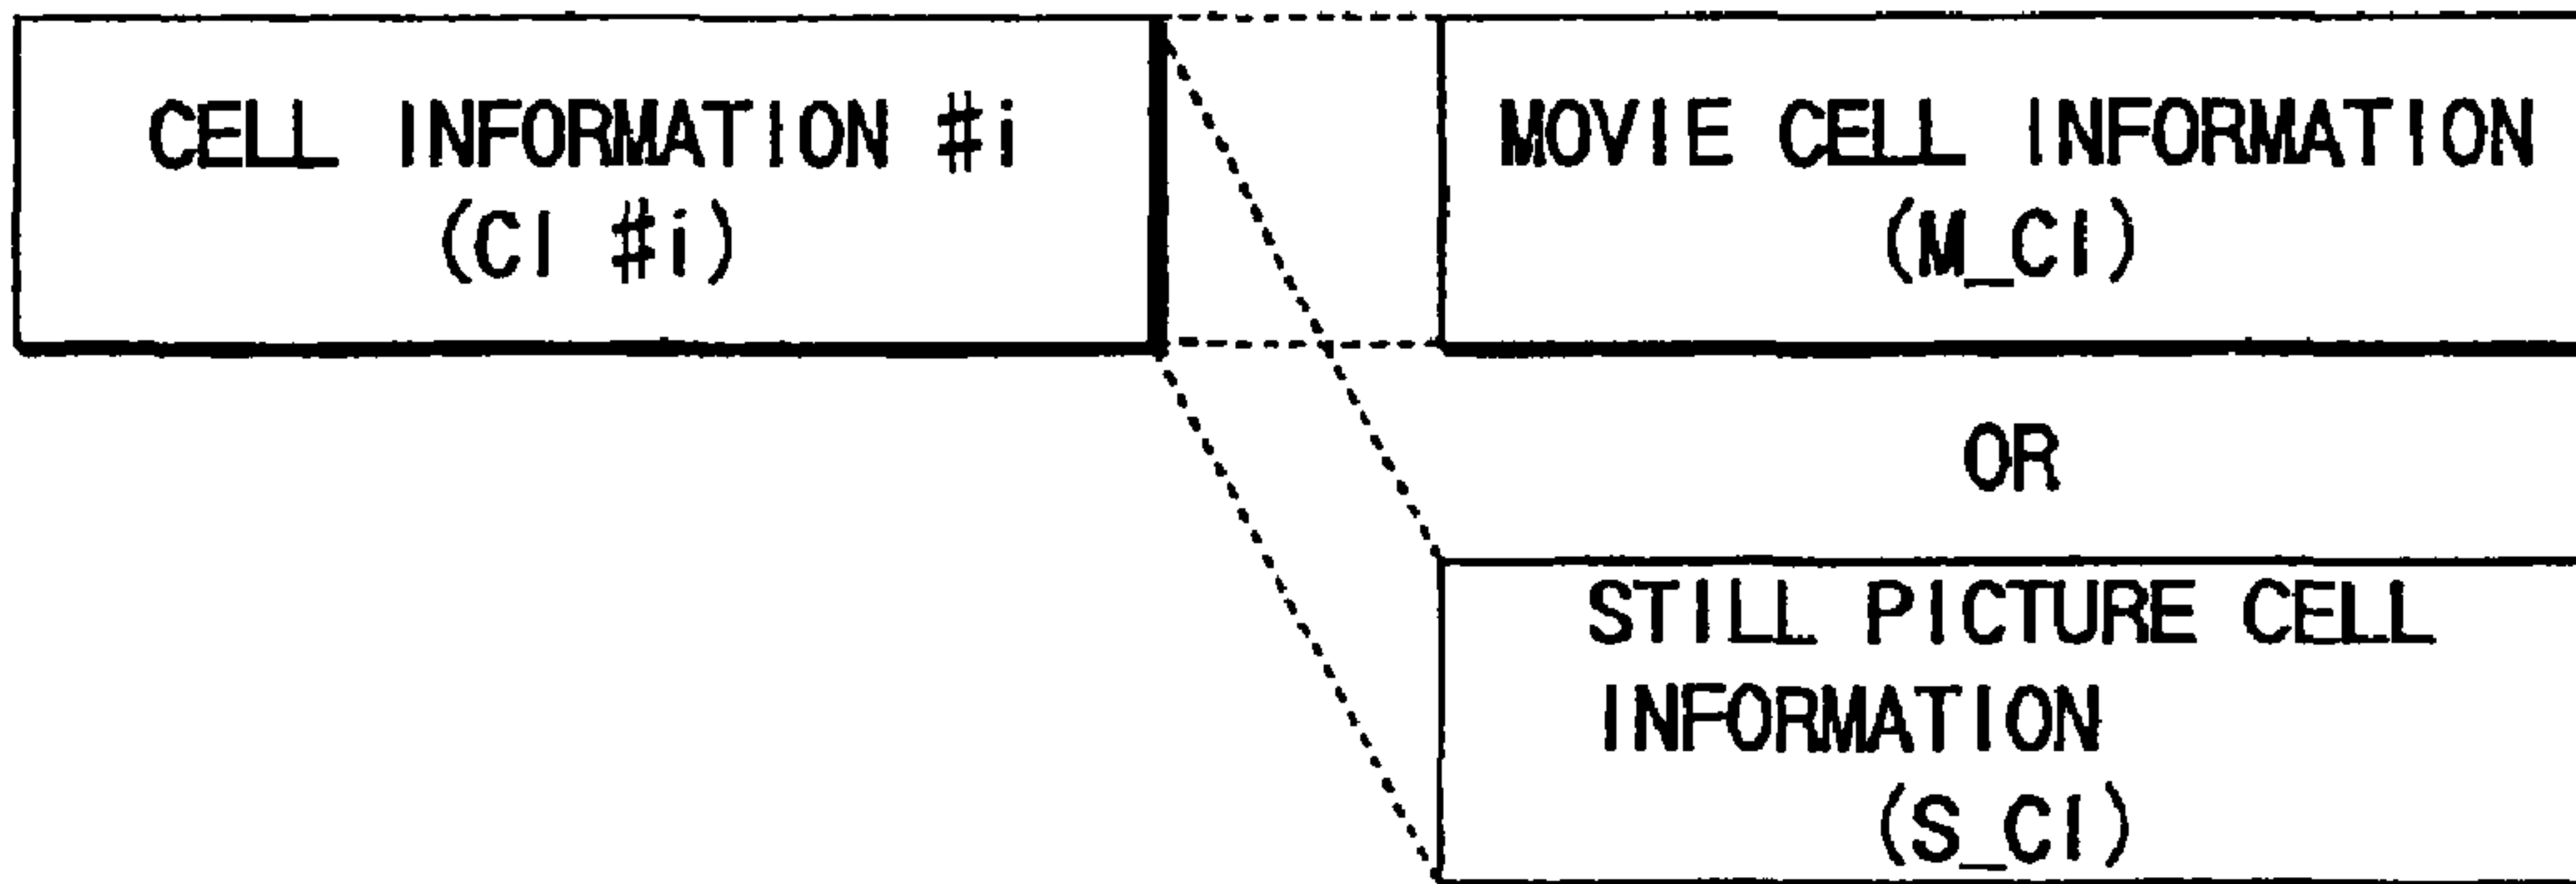 CELL INFORMATION #i
(CI #i)
MOVIE CELL INFORMATION
(M_CI)
OR
STILL PICTURE CELL
INFORMATION
(S_CI)